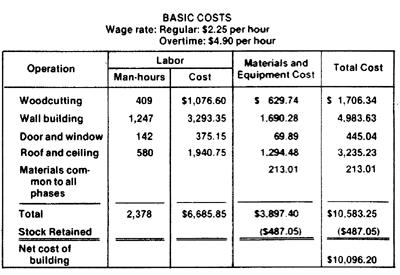 BASIC COSTS
Wage rate: Regular: $2.25 per hour
Overtime: $4.90 per hour
Operation Labor Materials and Equipment Cost Total Cost
Man-hours Cost
Woodcutting 409 $1,076.60 $ 629.74 $ 1,706.34
Wall building 1,247 3,293.35 1,690.28 4,983.63
Door and window 142 375.15 69.89 445.04
Roof and ceiling 580 1,940.75 1,294.48 3,235.23
Materials com-
mon to all 213.01 213.01
phases
Total 2,378 $6,685.85 $3,897.40 $10,583.25
Stock Retained ($487.05) ($487.05)
Net cost of
building $10,096.20